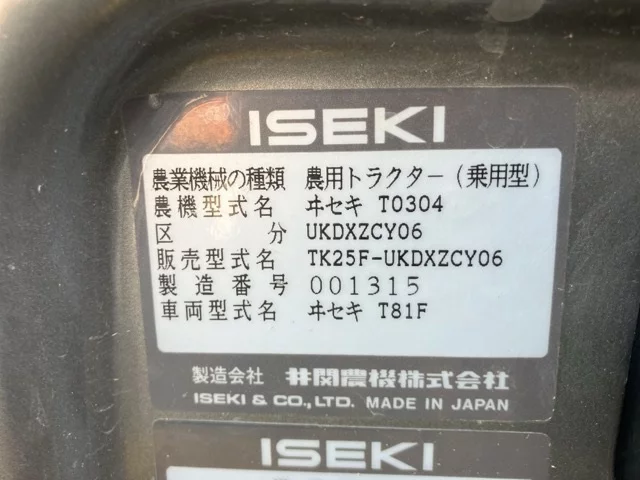 ISEKI
農業機械の種類 農用トラクター(乗用型)
農機型式名 ヰセキ T0304
区分 UKDXZCY06
販売型式名 TK25F-UKDXZCY06
製造番号 001315
車両型式名 ヰセキ T81F
製造会社 井関農機株式会社
ISEKI & CO., LTD. MADE IN JAPAN
ISEKI